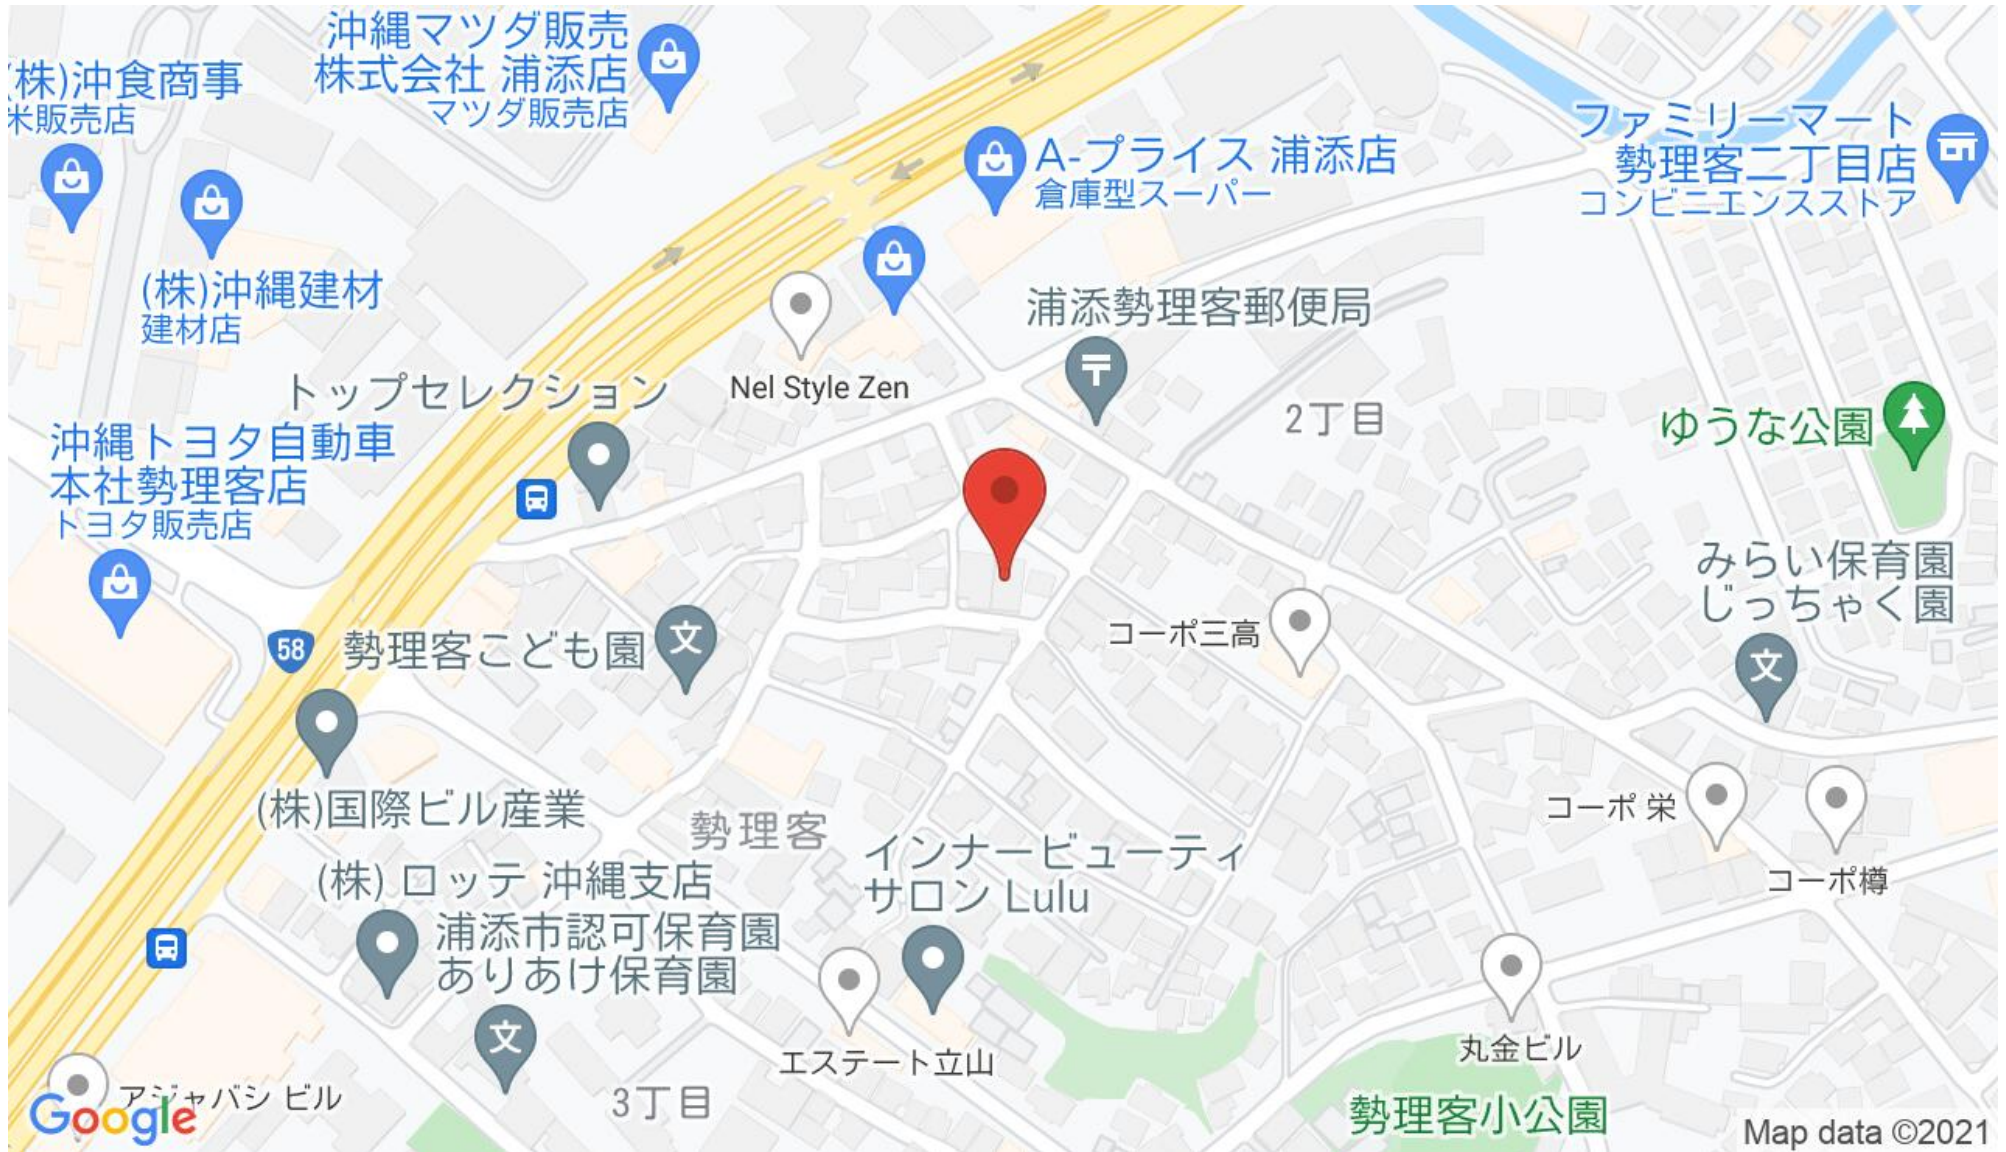 沖縄マツダ販売
株式会社 浦添店
マツダ販売店
(株)沖食商事
米販売店
A-プライス 浦添店
倉庫型スーパー
ファミリーマート
勢理客二丁目店
コンビニエンスストア
(株)沖縄建材
建材店
浦添勢理客郵便局
〒
トップセレクション
Nel Style Zen
2丁目
ゆうな公園
沖縄トヨタ自動車
本社勢理客店
トヨタ販売店
みらい保育園
じっちゃく園
文
58
勢理客こども園
文
コーポ三高
(株)国際ビル産業
勢理客
コーポ 栄
コーポ樽
インナービューティ
サロン Lulu
(株) ロッテ 沖縄支店
浦添市認可保育園
ありあけ保育園
文
エステート立山
丸金ビル
アジャバシ ビル
3丁目
勢理客小公園
Google
Map data ©2021